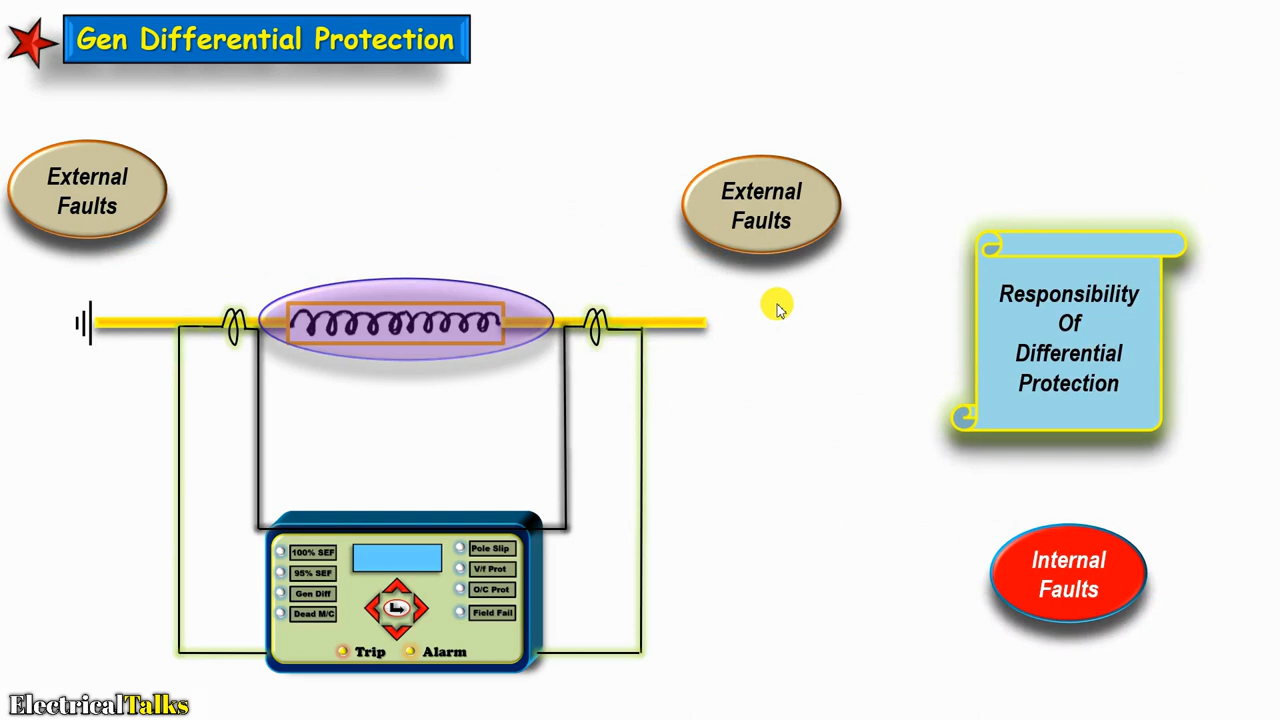 Gen Differential Protection
External
Faults
External
Faults
Responsibility
Of
Differential
Protection
100% SEF
95% SEF
Gen Diff
Dead M/C
Pole Slip
V/f Prot
O/C Prot
Field Fail
Trip
Alarm
Internal
Faults
ElectricalTalks